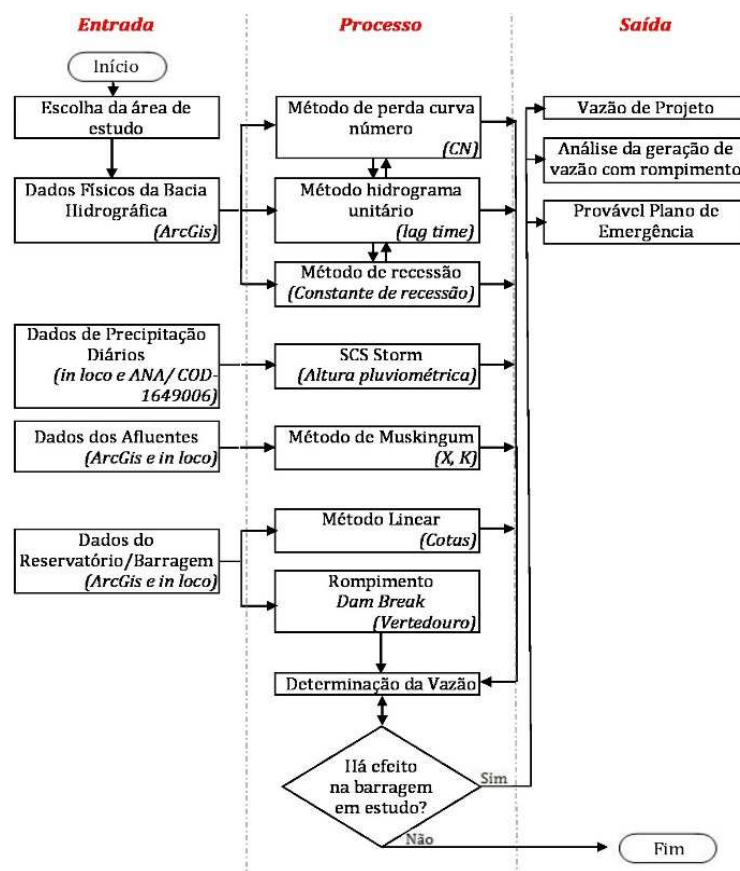 Entrada
Processo
Saída
Início
Escolha da área de
estudo
Dados Físicos da Bacia
Hidrográfica
(ArcGis)
Dados de Precipitação
Diários
(in loco e ANA/ COD-
1649006)
Dados dos Afluentes
(ArcGis e in loco)
Dados do
Reservatório/Barragem
(ArcGis e in loco)
Método de perda curva
número
(CN)
Método hidrograma
unitário
(lag time)
Método de recessão
(Constante de recessão)
SCS Storm
(Altura pluviométrica)
Método de Muskingum
(X, K)
Método Linear
(Cotas)
Rompimento
Dam Break
(Vertedouro)
Determinação da Vazão
Há efeito
na barragem
em estudo?
Sim
Não
Vazão de Projeto
Análise da geração de
vazão com rompimento
Provável Plano de
Emergência
Fim